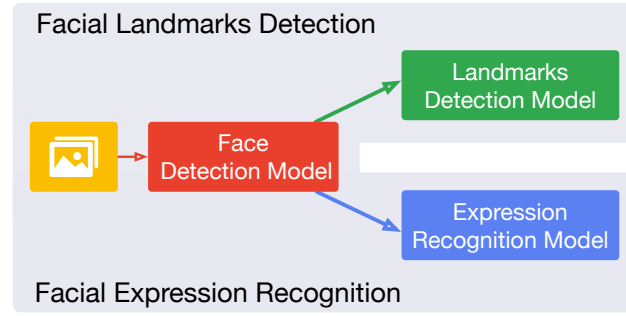 Facial Landmarks Detection
Landmarks
Detection Model
Face
Detection Model
Expression
Recognition Model
Facial Expression Recognition